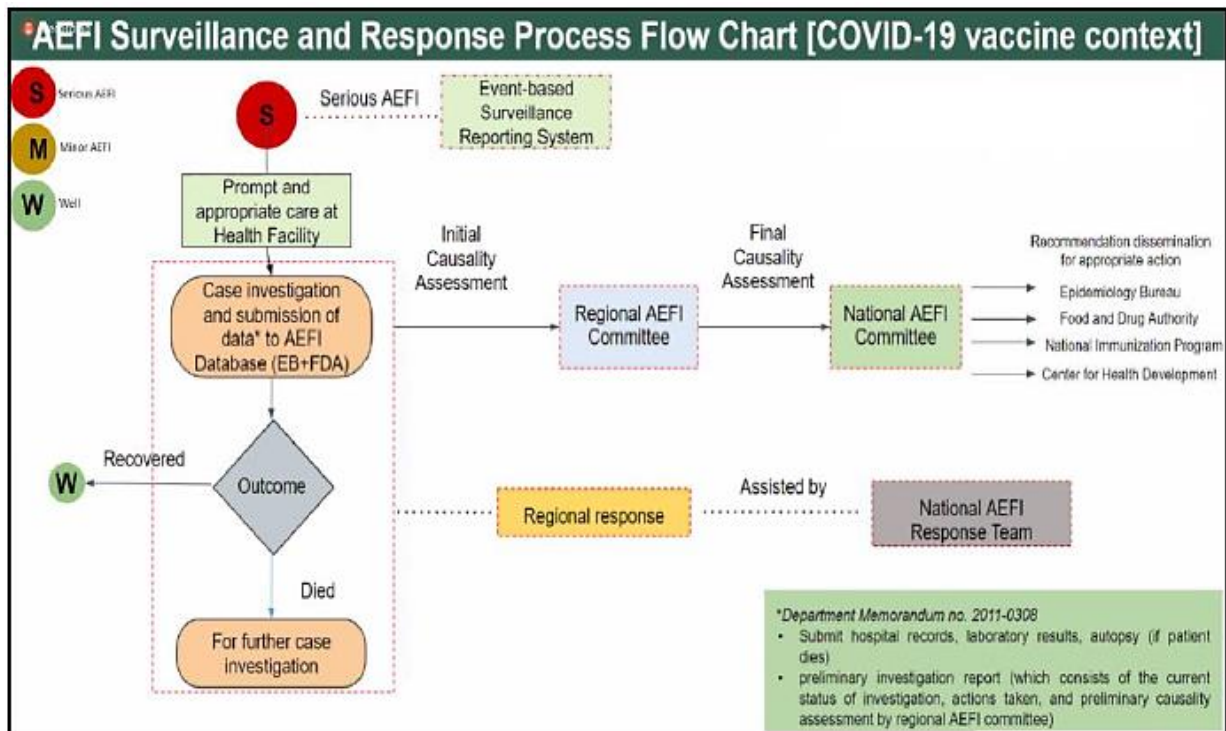 AEFI Surveillance and Response Process Flow Chart [COVID-19 vaccine context]
S
Serious AEFI
M
Minor AEFI
W
Well
S
Serious AEFI
Event-based
Surveillance
Reporting System
Prompt and
appropriate care at
Health Facility
Case investigation
and submission of
data* to AEFI
Database (EB+FDA)
Initial
Causality
Assessment
Regional AEFI
Committee
Final
Causality
Assessment
National AEFI
Committee
Recommendation dissemination
for appropriate action
Epidemiology Bureau
Food and Drug Authority
National Immunization Program
Center for Health Development
Recovered
W
Outcome
Regional response
Assisted by
National AEFI
Response Team
Died
For further case
investigation
*Department Memorandum no. 2011-0308
• Submit hospital records, laboratory results, autopsy (if patient
dies)
• preliminary investigation report (which consists of the current
status of investigation, actions taken, and preliminary causality
assessment by regional AEFI committee)